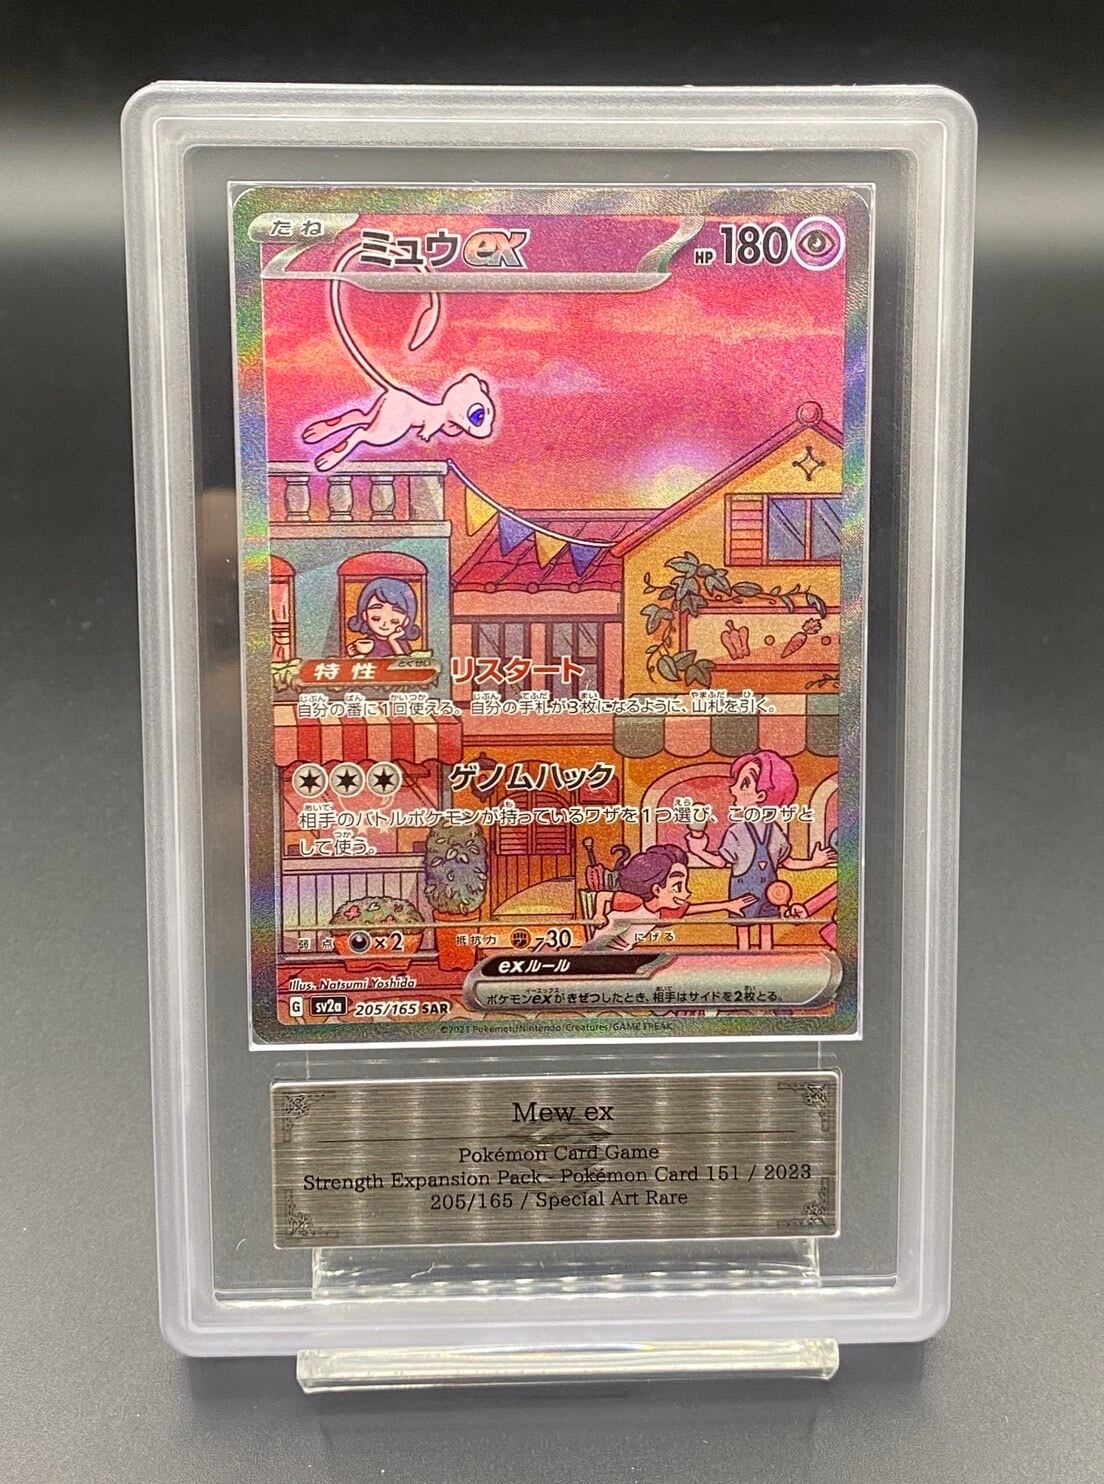 たね
ミュウex
HP 180
特性 とくせい
リスタート
自分の番に1回使える。自分の手札が3枚になるように、山札を引く。
ゲノムハック
相手のバトルポケモンが持っているワザを1つ選び、このワザと
して使う。
弱点 ×2 抵抗力 -30 にげる
exルール
ポケモンexがきぜつしたとき、相手はサイドを2枚とる。
Illus. Natsumi Yoshida
G sv2a 205/165 SAR
©2023 Pokémon/Nintendo/Creatures/GAME FREAK.
Mew ex
Pokémon Card Game
Strength Expansion Pack - Pokémon Card 151 / 2023
205/165 / Special Art Rare